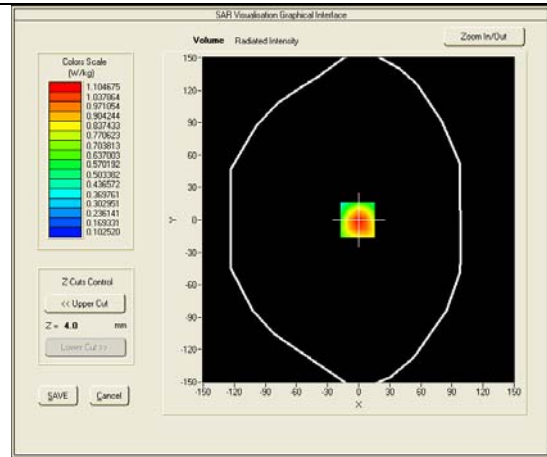 SAR Visualisation Graphical Interface
Volume Radiated Intensity
Zoom In/Out
Colors Scale
(W/kg)
1.104675
1.037864
0.971054
0.904244
0.837433
0.770623
0.703813
0.637003
0.570192
0.503382
0.436572
0.369761
0.302951
0.236141
0.169331
0.102520
Z Cuts Control
<< Upper Cut
Z = 4.0 mm
Lower Cut >>
SAVE Cancel
150
120
90
60
30
0
-30
-60
-90
-120
-150
Y
-150 -120 -90 -60 -30 0 30 60 90 120 150
X